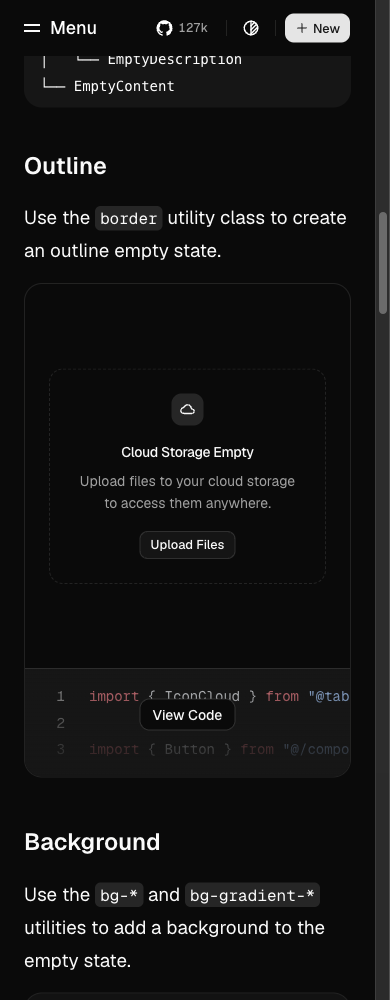 Menu
127k
+ New
│   └── EmptyDescription
└── EmptyContent
Outline
Use the border utility class to create
an outline empty state.
Cloud Storage Empty
Upload files to your cloud storage
to access them anywhere.
Upload Files
1 import { IconCloud } from "@tab
2
View Code
3 import { Button } from "@/compo
Background
Use the bg-* and bg-gradient-*
utilities to add a background to the
empty state.